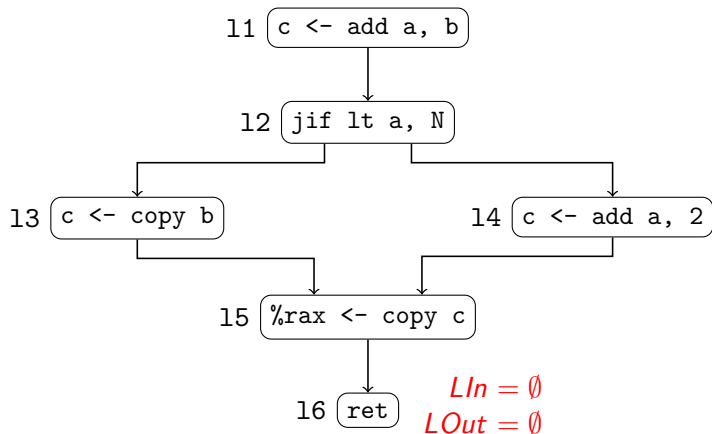 l1 c <- add a, b
l2 jif lt a, N
l3 c <- copy b
l4 c <- add a, 2
l5 %rax <- copy c
l6 ret
LIn = ∅
LOut = ∅